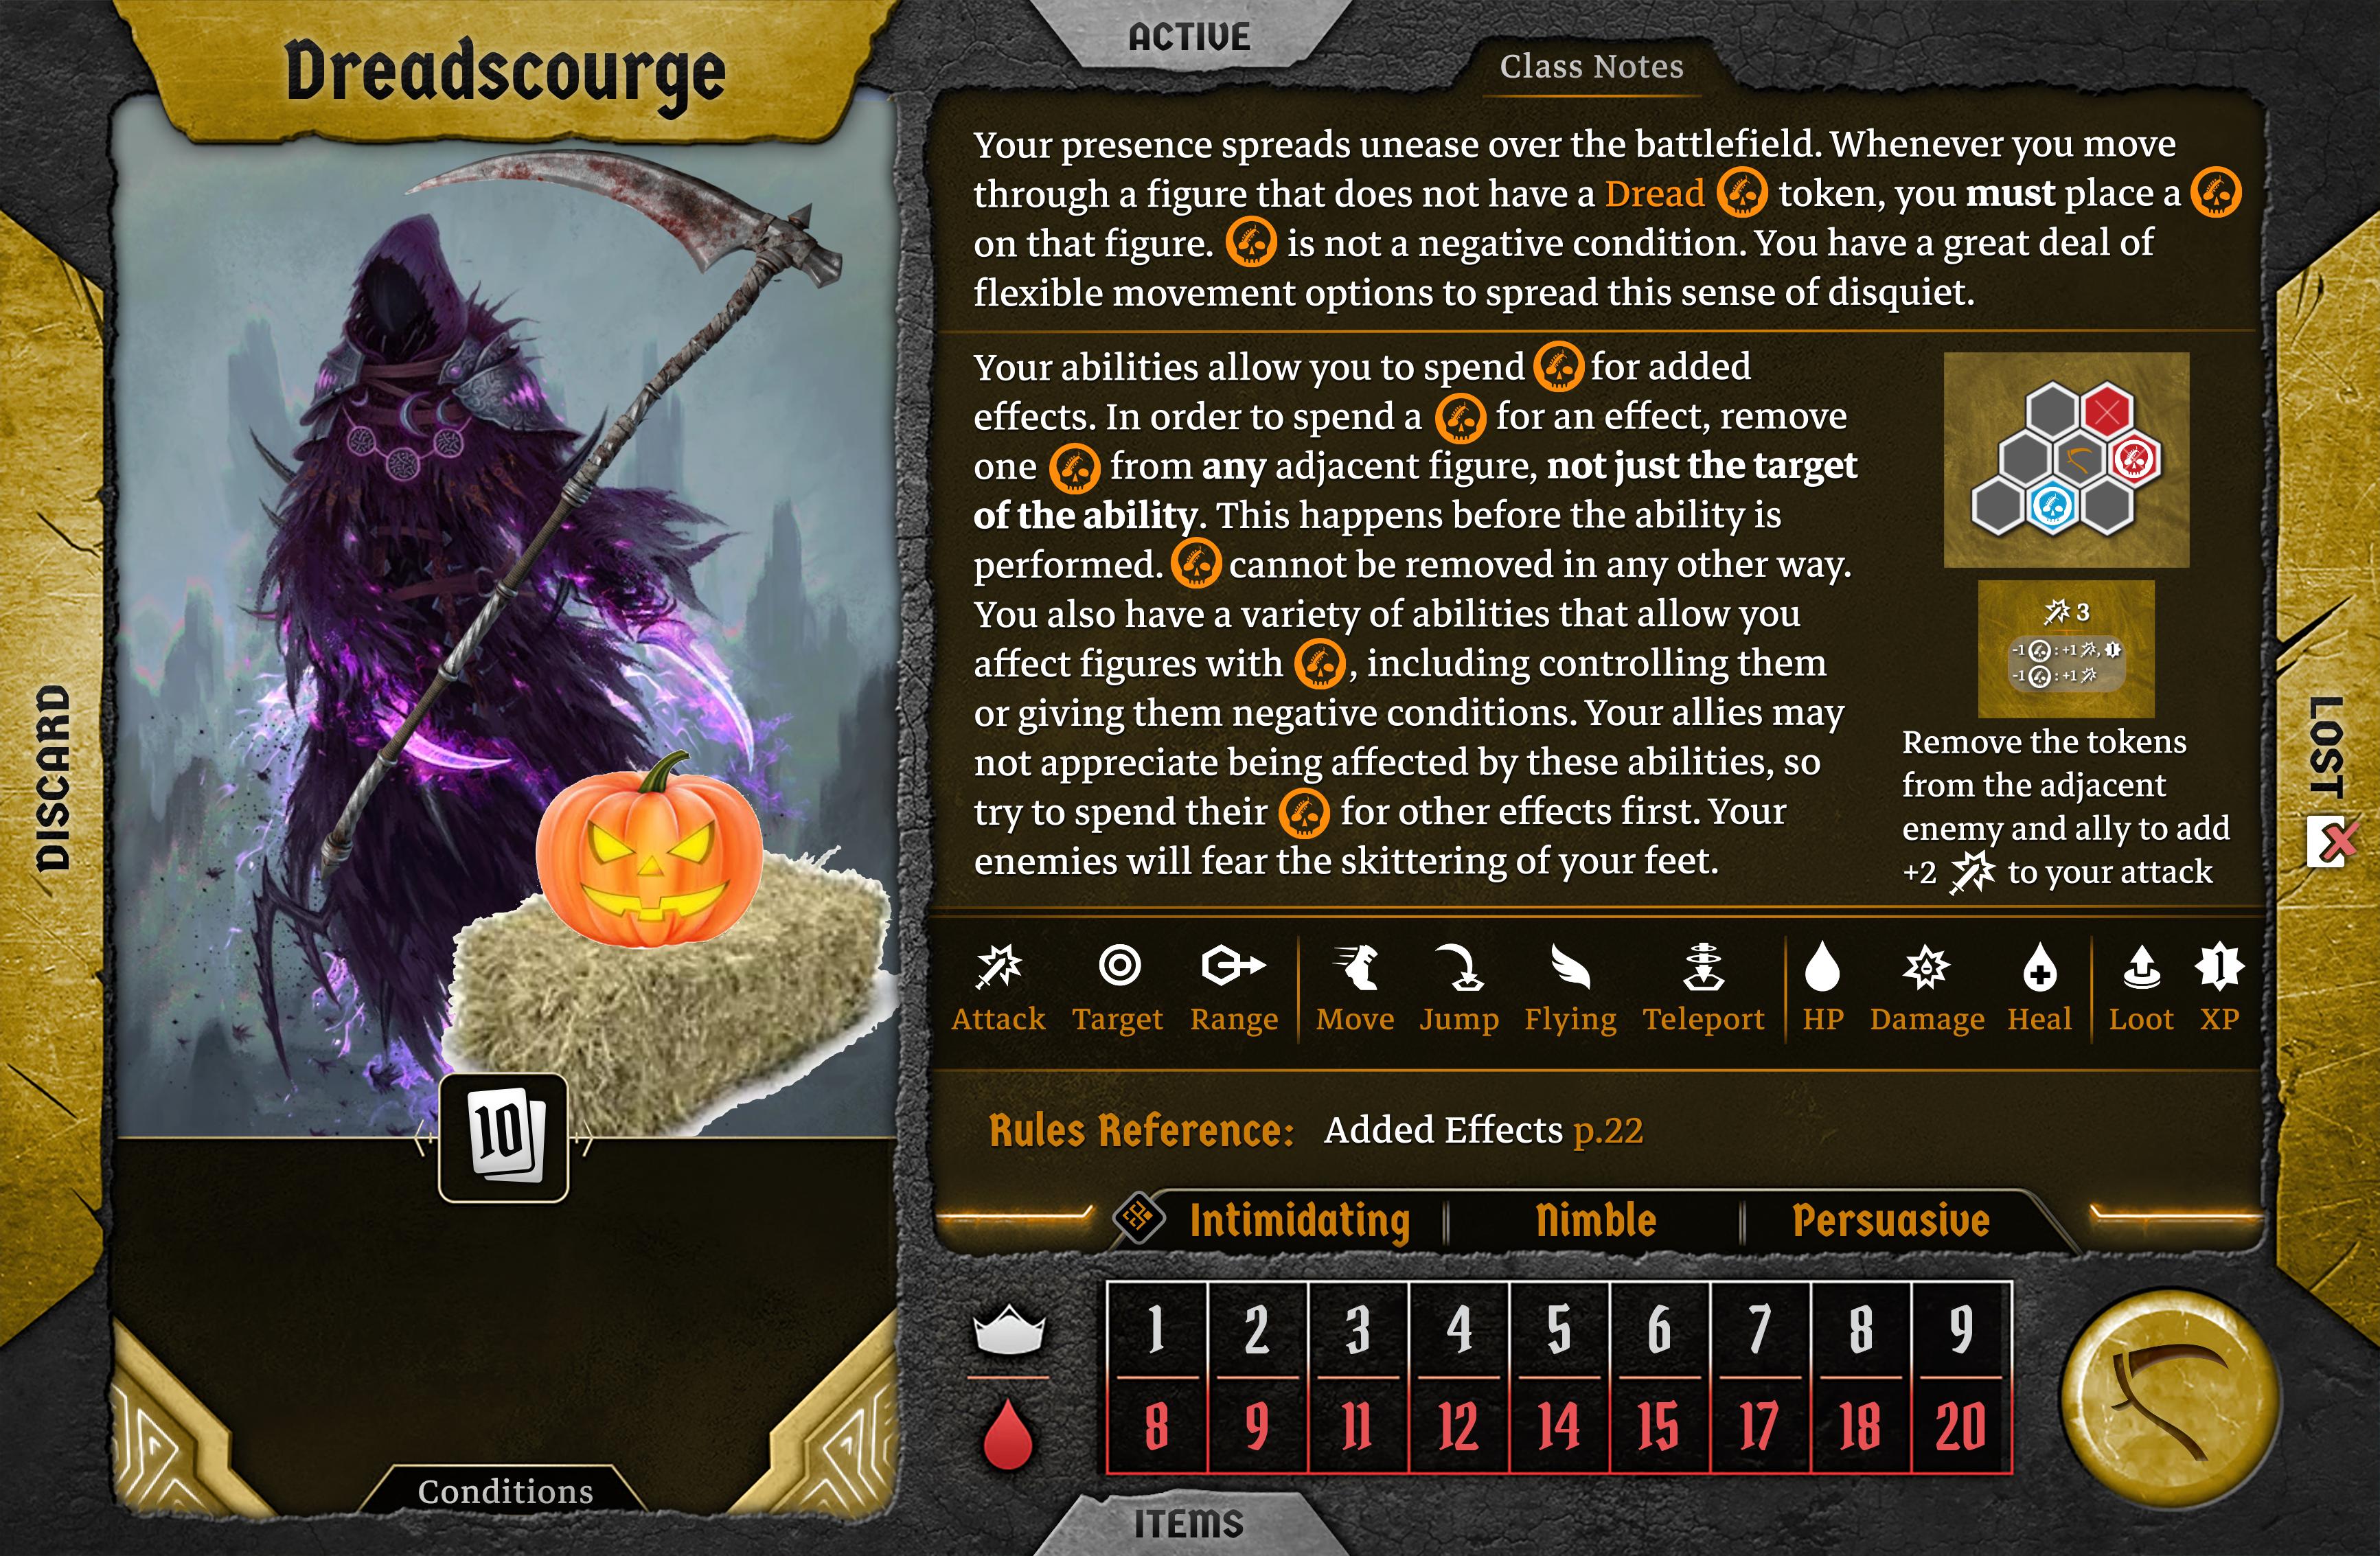 Dreadscourge
ACTIVE
Class Notes
Your presence spreads unease over the battlefield. Whenever you move
through a figure that does not have a Dread token, you must place a
on that figure. is not a negative condition. You have a great deal of
flexible movement options to spread this sense of disquiet.
Your abilities allow you to spend for added
effects. In order to spend a for an effect, remove
one from any adjacent figure, not just the target
of the ability. This happens before the ability is
performed. cannot be removed in any other way.
You also have a variety of abilities that allow you
affect figures with , including controlling them
or giving them negative conditions. Your allies may
not appreciate being affected by these abilities, so
try to spend their for other effects first. Your
enemies will fear the skittering of your feet.
3
-1 : +1 , 1
-1 : +1
Remove the tokens
from the adjacent
enemy and ally to add
+2 to your attack
1
Attack Target Range Move Jump Flying Teleport HP Damage Heal Loot XP
Rules Reference: Added Effects p.22
Intimidating Nimble Persuasive
1 2 3 4 5 6 7 8 9
8 9 11 12 14 15 17 18 20
10
Conditions
DISCARD
LOST
ITEMS